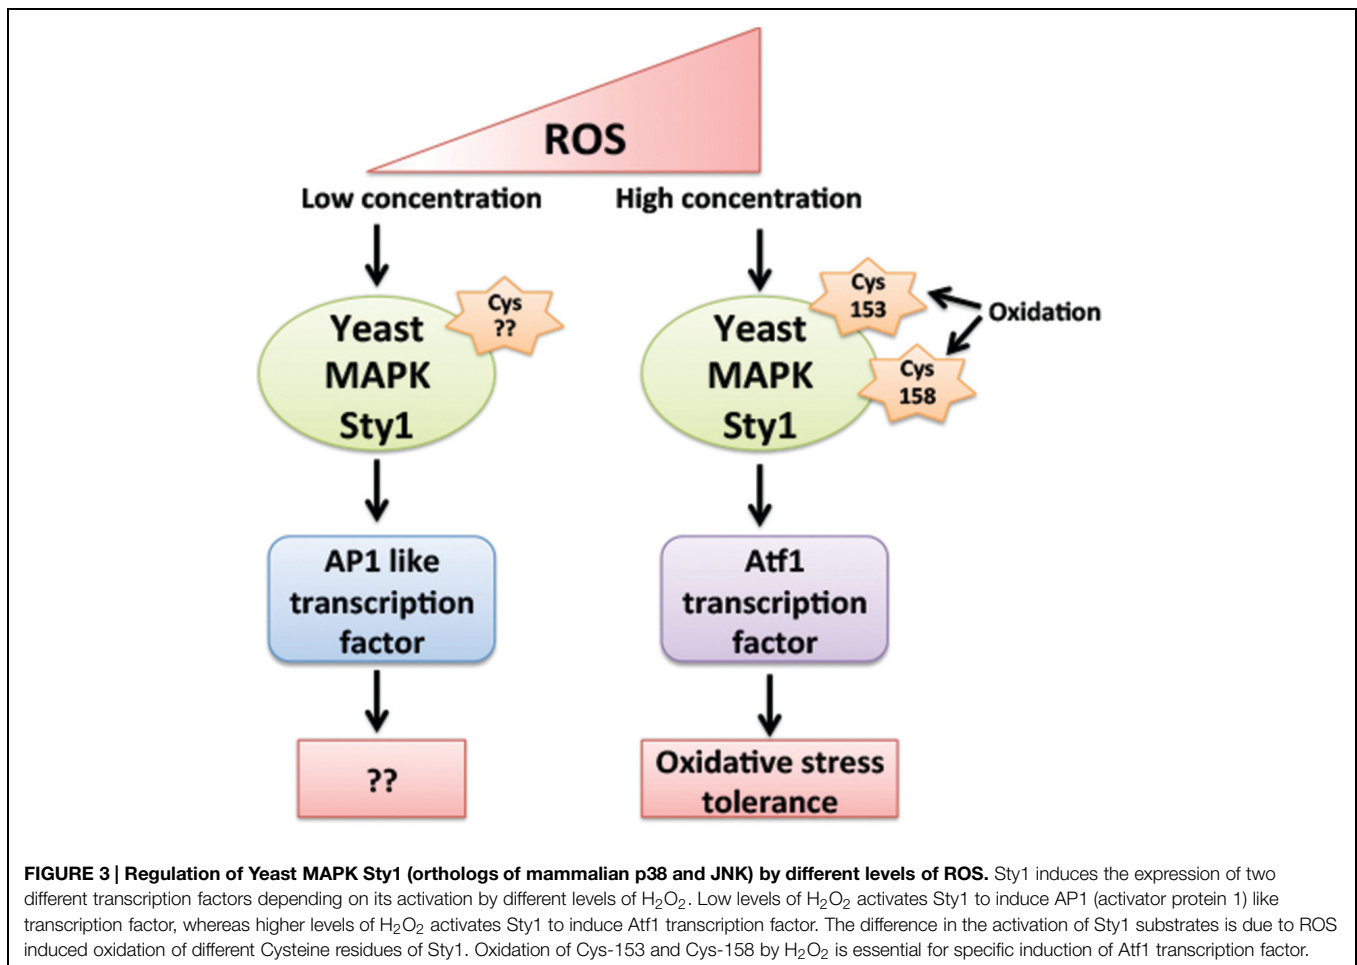 ROS
Low concentration
High concentration
Yeast
MAPK
Sty1
Cys
??
Yeast
MAPK
Sty1
Cys
153
Cys
158
Oxidation
AP1 like
transcription
factor
Atf1
transcription
factor
??
Oxidative stress
tolerance
FIGURE 3 | Regulation of Yeast MAPK Sty1 (orthologs of mammalian p38 and JNK) by different levels of ROS. Sty1 induces the expression of two
different transcription factors depending on its activation by different levels of H₂O₂. Low levels of H₂O₂ activates Sty1 to induce AP1 (activator protein 1) like
transcription factor, whereas higher levels of H₂O₂ activates Sty1 to induce Atf1 transcription factor. The difference in the activation of Sty1 substrates is due to ROS
induced oxidation of different Cysteine residues of Sty1. Oxidation of Cys-153 and Cys-158 by H₂O₂ is essential for specific induction of Atf1 transcription factor.